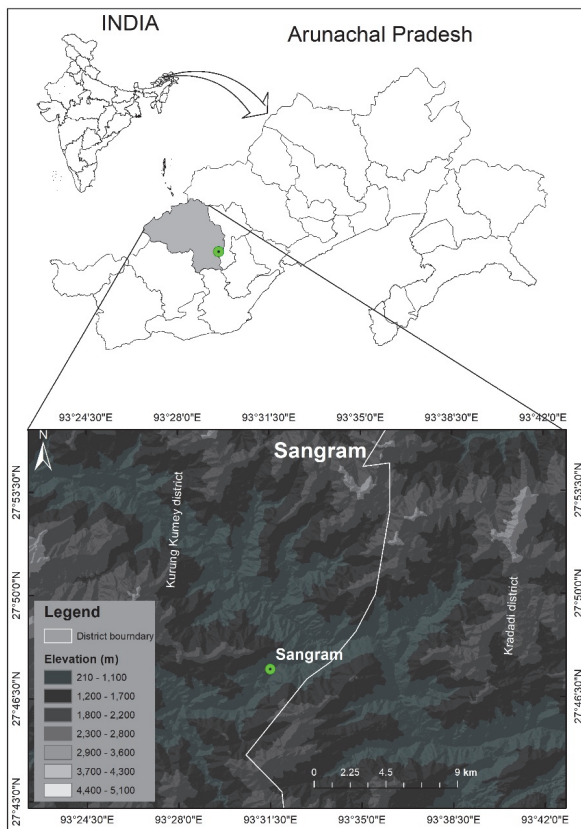 INDIA
Arunachal Pradesh
93°24'30"E 93°28'0"E 93°31'30"E 93°35'0"E 93°38'30"E 93°42'0"E
N
Sangram
27°53'30"N
27°53'30"N
Kurung Kumey district
27°50'0"N
27°50'0"N
Kradadi district
Legend
District boundary
Sangram
Elevation (m)
210 - 1,100
1,200 - 1,700
1,800 - 2,200
2,300 - 2,800
2,900 - 3,600
3,700 - 4,300
4,400 - 5,100
27°46'30"N
27°46'30"N
0 2.25 4.5 9 km
27°43'0"N
27°43'0"N
93°24'30"E 93°28'0"E 93°31'30"E 93°35'0"E 93°38'30"E 93°42'0"E